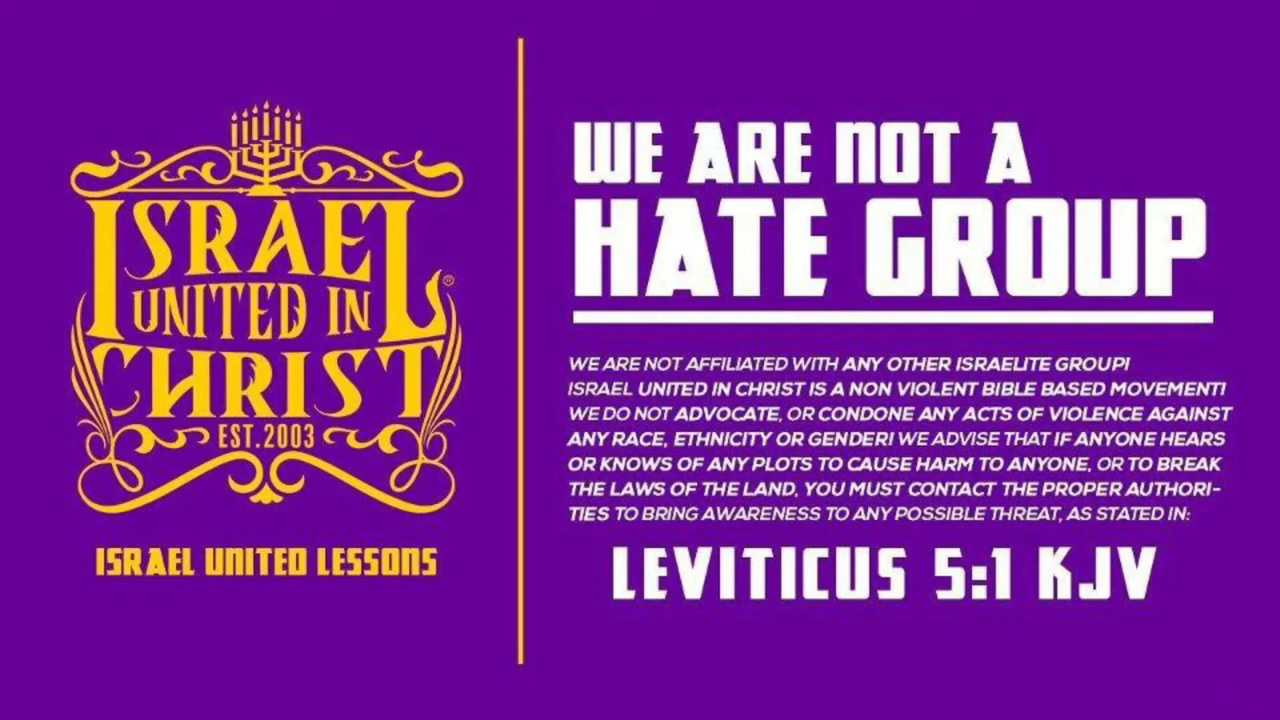 ISRAEL
UNITED IN
CHRIST
®
EST.2003
ISRAEL UNITED LESSONS
WE ARE NOT A
HATE GROUP
WE ARE NOT AFFILIATED WITH ANY OTHER ISRAELITE GROUP!
ISRAEL UNITED IN CHRIST IS A NON VIOLENT BIBLE BASED MOVEMENT!
WE DO NOT ADVOCATE, OR CONDONE ANY ACTS OF VIOLENCE AGAINST
ANY RACE, ETHNICITY OR GENDER! WE ADVISE THAT IF ANYONE HEARS
OR KNOWS OF ANY PLOTS TO CAUSE HARM TO ANYONE, OR TO BREAK
THE LAWS OF THE LAND, YOU MUST CONTACT THE PROPER AUTHORI-
TIES TO BRING AWARENESS TO ANY POSSIBLE THREAT, AS STATED IN:
LEVITICUS 5:1 KJV